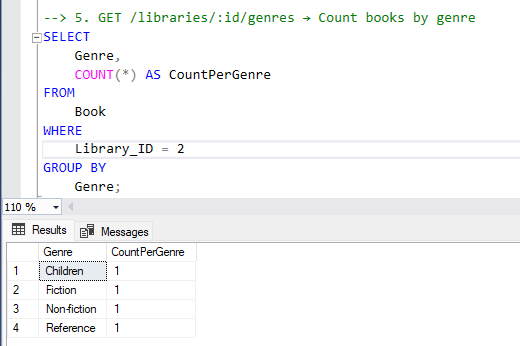 --> 5. GET /libraries/:id/genres → Count books by genre
SELECT
Genre,
COUNT(*) AS CountPerGenre
FROM
Book
WHERE
Library_ID = 2
GROUP BY
Genre;
110 %
Results Messages
Genre CountPerGenre
1 Children 1
2 Fiction 1
3 Non-fiction 1
4 Reference 1